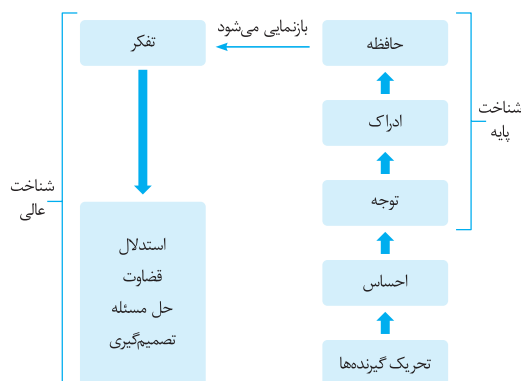 حافظه
بازنمایی می‌شود
تفکر
شناخت
پایه
ادراک
توجه
احساس
تحریک گیرنده‌ها
شناخت
عالی
استدلال
قضاوت
حل مسئله
تصمیم‌گیری